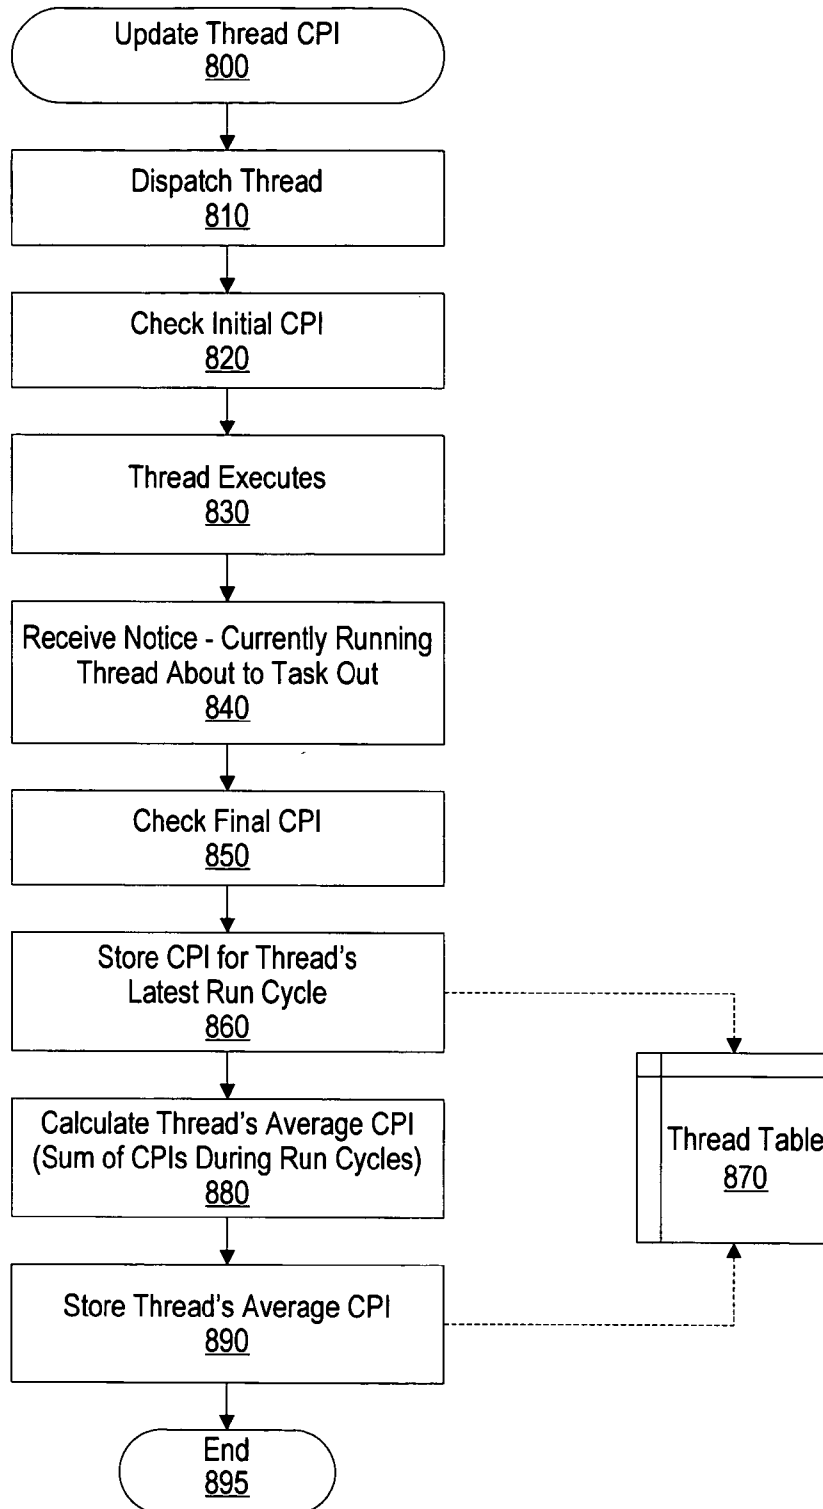 Update Thread CPI
800
Dispatch Thread
810
Check Initial CPI
820
Thread Executes
830
Receive Notice - Currently Running
Thread About to Task Out
840
Check Final CPI
850
Store CPI for Thread's
Latest Run Cycle
860
Calculate Thread's Average CPI
(Sum of CPIs During Run Cycles)
880
Thread Table
870
Store Thread's Average CPI
890
End
895